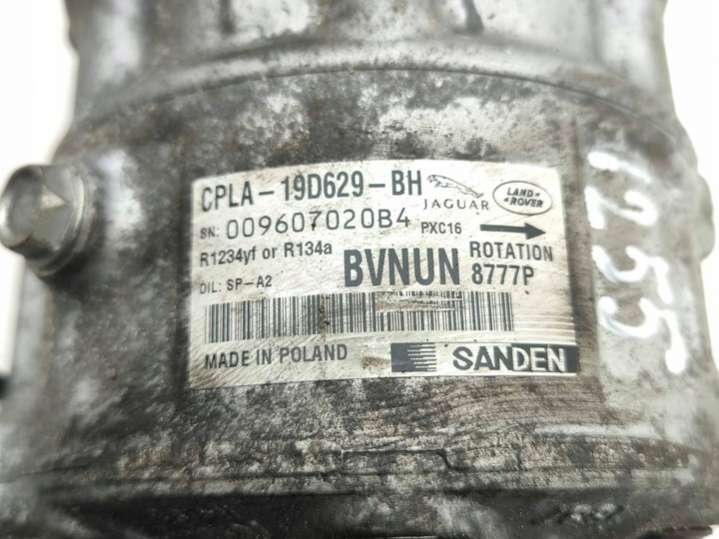 CPLA-19D629-BH
JAGUAR
LAND-ROVER
SN: 009607020B4 PXC16
R1234yf or R134a
BVNUN
ROTATION
8777P
OIL: SP-A2
MADE IN POLAND
SANDEN
1255